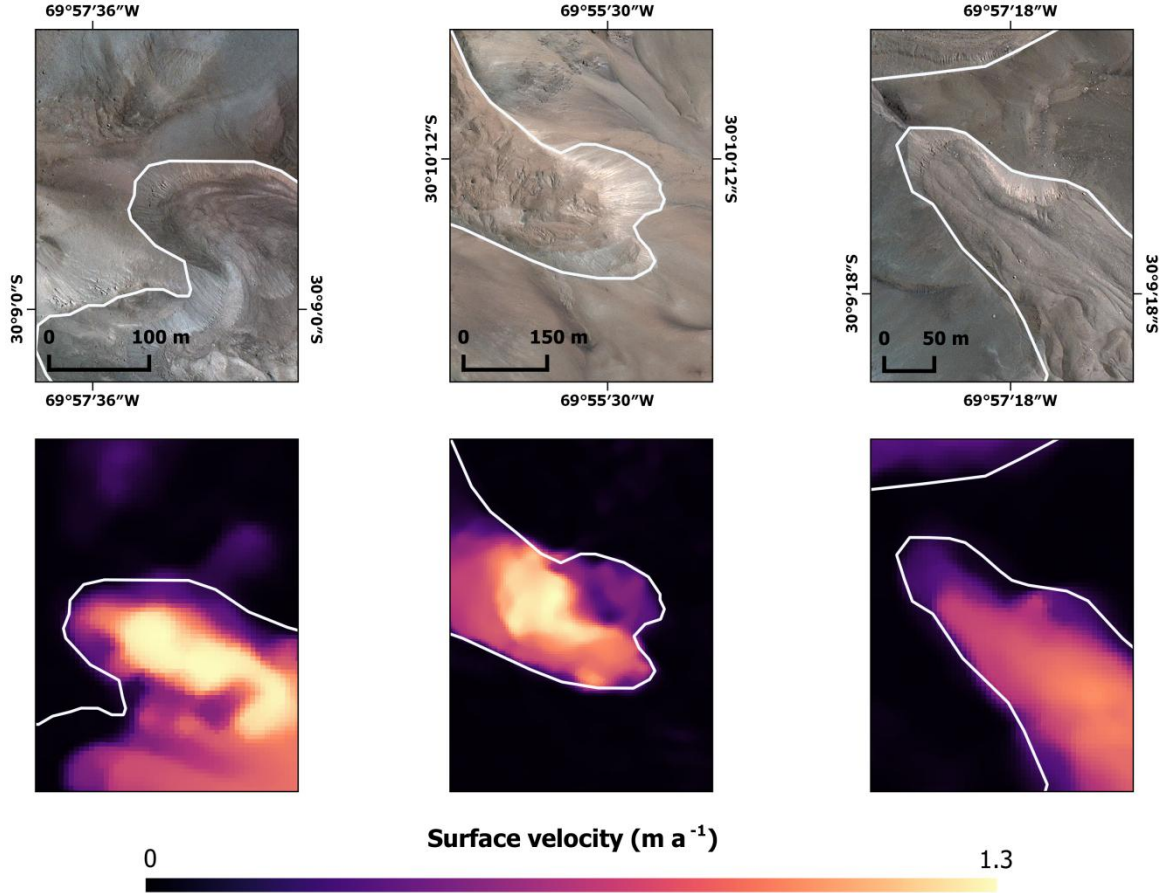 69°57′36″W 69°55′30″W 69°57′18″W
30°9′0″S 30°9′0″S 30°10′12″S 30°10′12″S 30°9′18″S 30°9′18″S
0 100 m 0 150 m 0 50 m
69°57′36″W 69°55′30″W 69°57′18″W
Surface velocity (m a⁻¹)
0 1.3